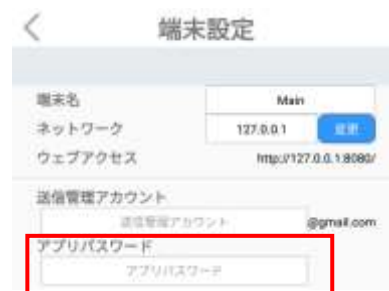 端末設定
端末名 Main
ネットワーク 127.0.0.1 変更
ウェブアクセス http://127.0.0.1:8080/
送信管理アカウント
送信管理アカウント @gmail.com
アプリパスワード
アプリパスワード